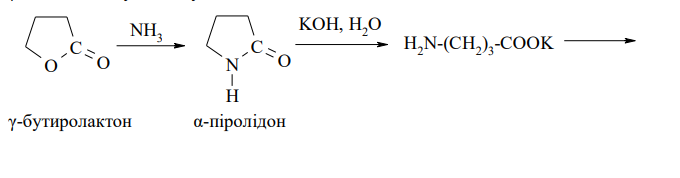 NH₃
KOH, H₂O
C
O
O
C
O
N
H
H₂N-(CH₂)₃-COOK
γ-бутиролактон
α-піролідон